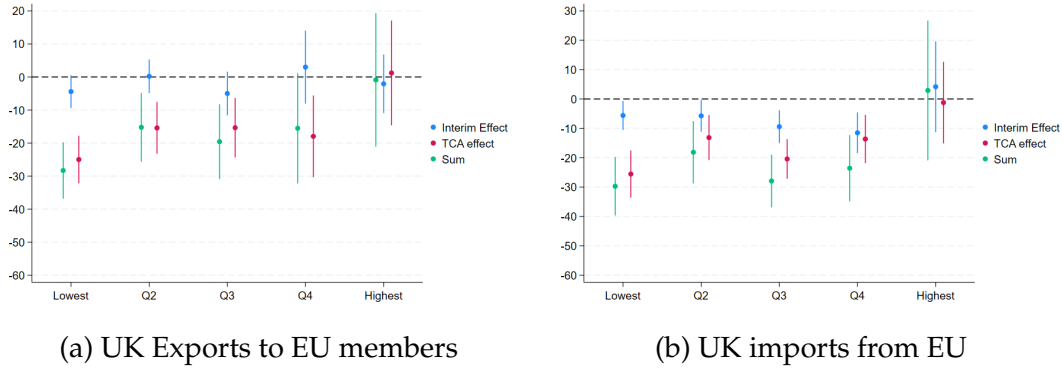 20
10
0
-10
-20
-30
-40
-50
-60
Lowest
Q2
Q3
Q4
Highest
Interim Effect
TCA effect
Sum
(a) UK Exports to EU members
30
20
10
0
-10
-20
-30
-40
-50
-60
Lowest
Q2
Q3
Q4
Highest
Interim Effect
TCA effect
Sum
(b) UK imports from EU